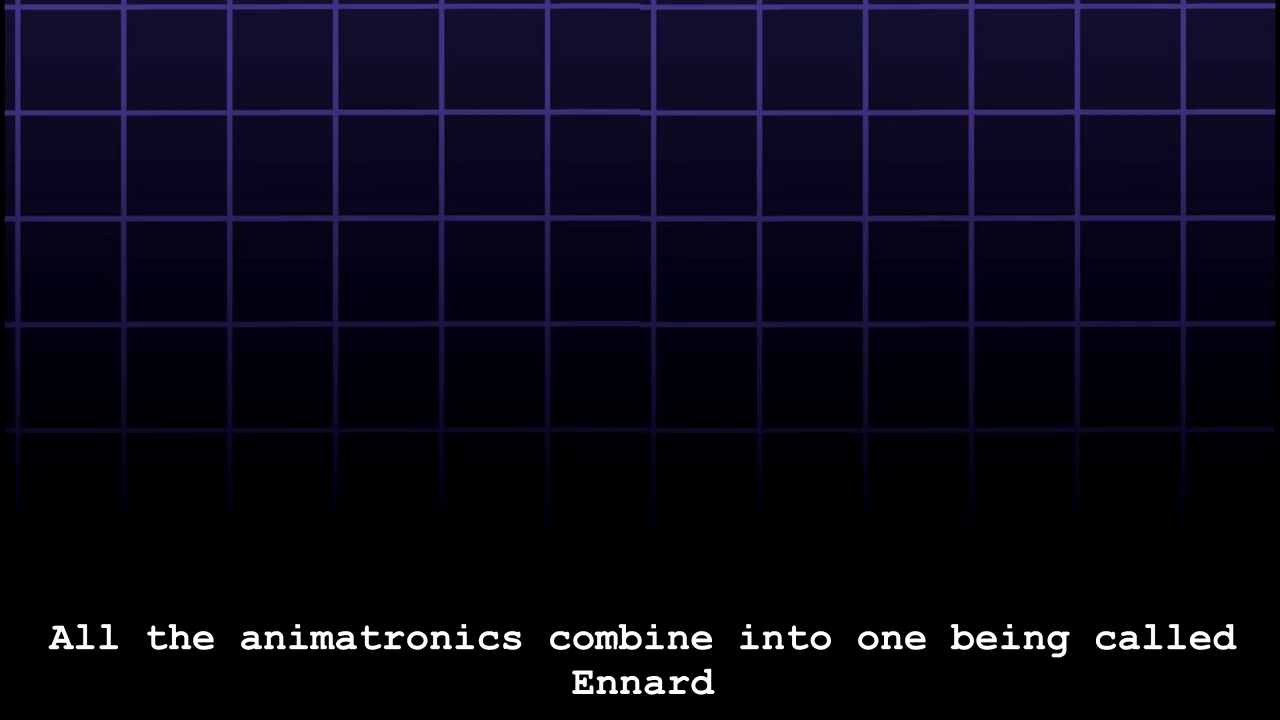 All the animatronics combine into one being called
Ennard